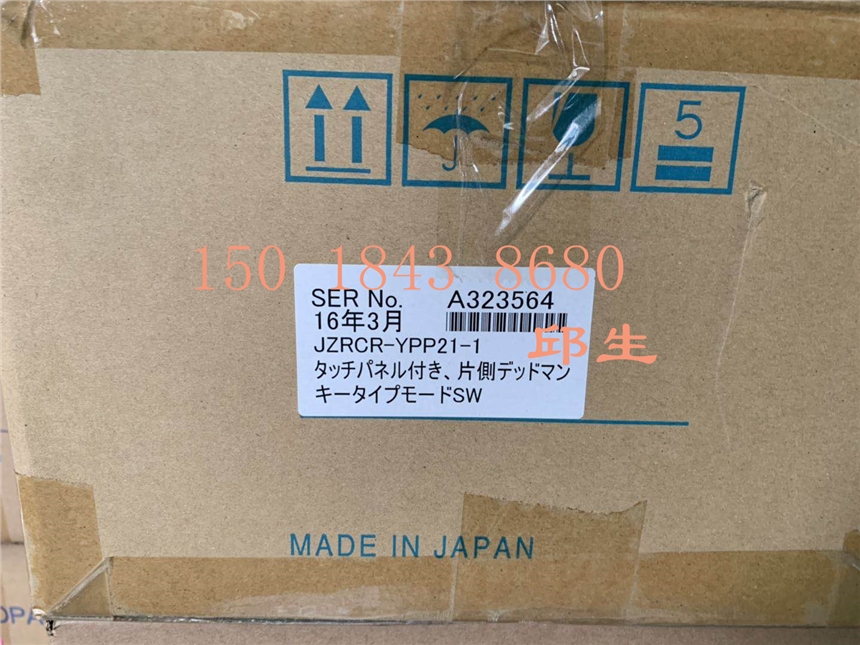 5
150 1843 8680
SER No. A323564
16年3月
邱生
JZRCR-YPP21-1
タッチパネル付き、片側デッドマン
キータイプモードSW
MADE IN JAPAN
OPA